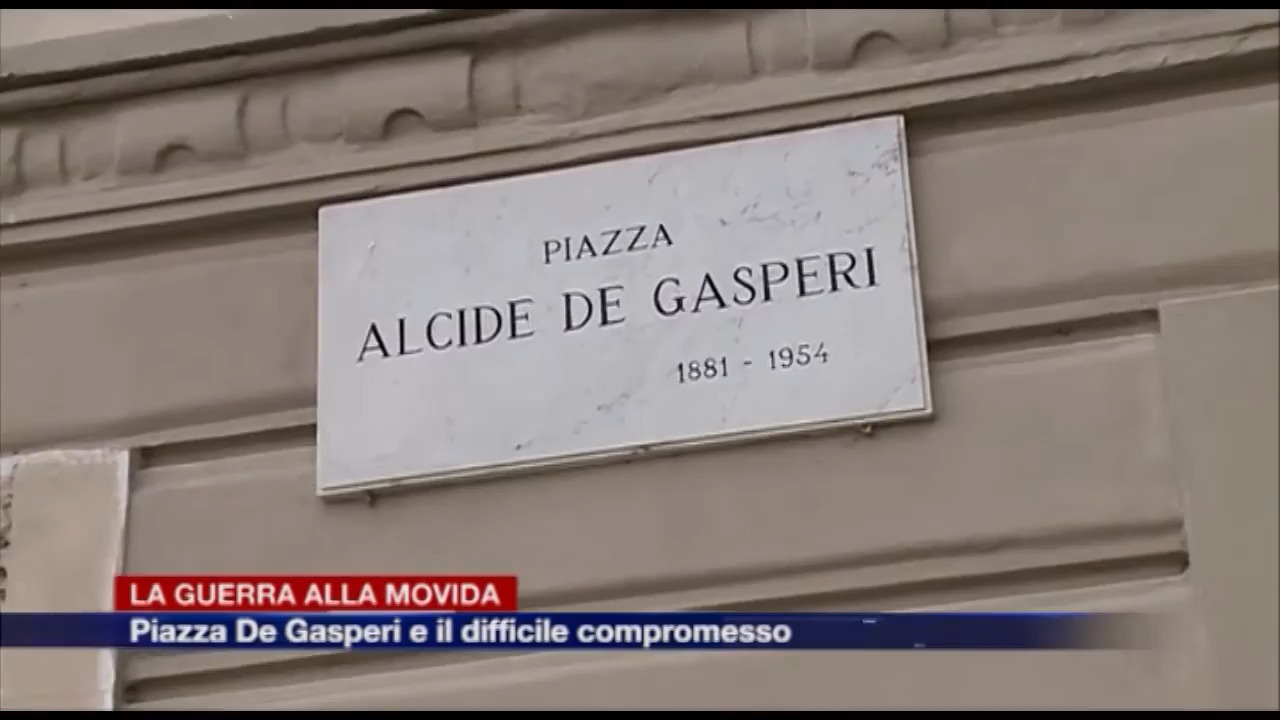 PIAZZA
ALCIDE DE GASPERI
1881 - 1954
LA GUERRA ALLA MOVIDA
Piazza De Gasperi e il difficile compromesso